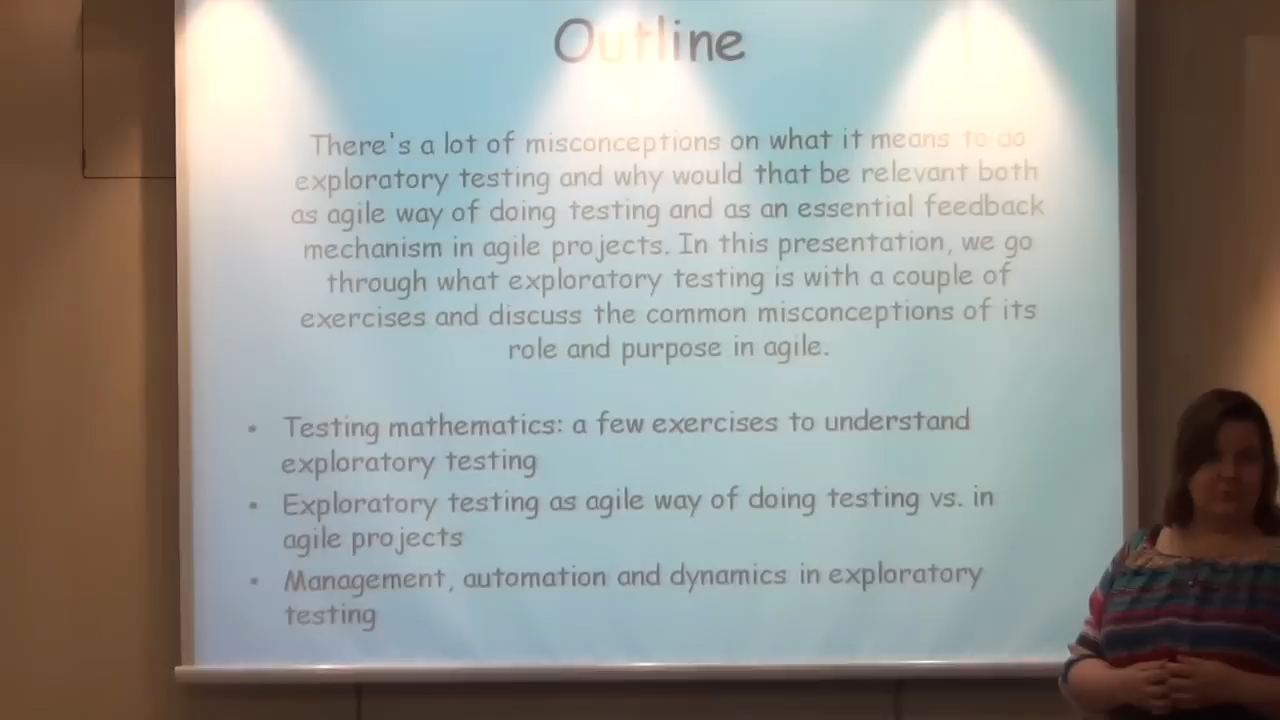 Outline
There's a lot of misconceptions on what it means to do
exploratory testing and why would that be relevant both
as agile way of doing testing and as an essential feedback
mechanism in agile projects. In this presentation, we go
through what exploratory testing is with a couple of
exercises and discuss the common misconceptions of its
role and purpose in agile.
• Testing mathematics: a few exercises to understand
exploratory testing
• Exploratory testing as agile way of doing testing vs. in
agile projects
• Management, automation and dynamics in exploratory
testing